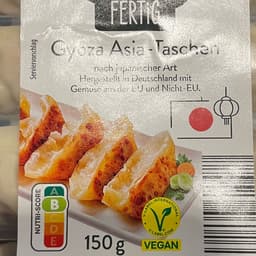 FERTIG
Gyoza Asia-Taschen
nach japanischer Art
Hergestellt in Deutschland mit
Gemüse aus der EU und Nicht-EU.
Serviervorschlag
NUTRI-SCORE
A
B
D
E
150 g
V
VEGAN